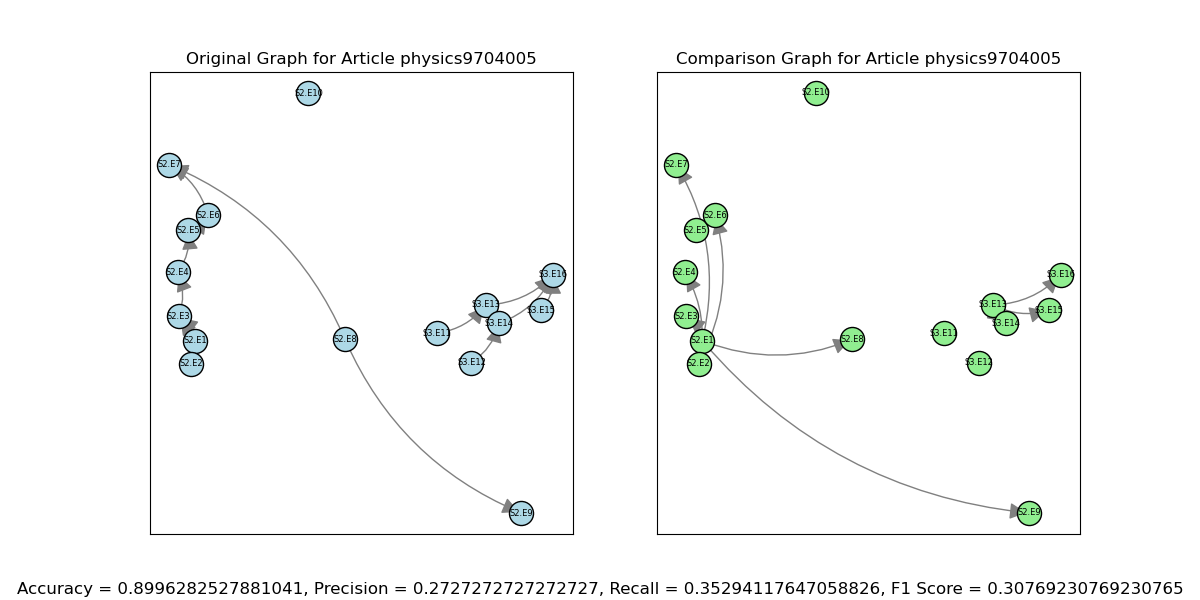 Original Graph for Article physics9704005
Comparison Graph for Article physics9704005
S2.E10
S2.E7
S2.E6
S2.E5
S2.E4
S2.E3
S2.E1
S2.E2
S2.E8
S2.E9
S3.E16
S3.E13
S3.E15
S3.E14
S3.E11
S3.E12
S2.E10
S2.E7
S2.E6
S2.E5
S2.E4
S2.E3
S2.E1
S2.E2
S2.E8
S2.E9
S3.E16
S3.E13
S3.E15
S3.E14
S3.E11
S3.E12
Accuracy = 0.8996282527881041, Precision = 0.2727272727272727, Recall = 0.35294117647058826, F1 Score = 0.30769230769230765